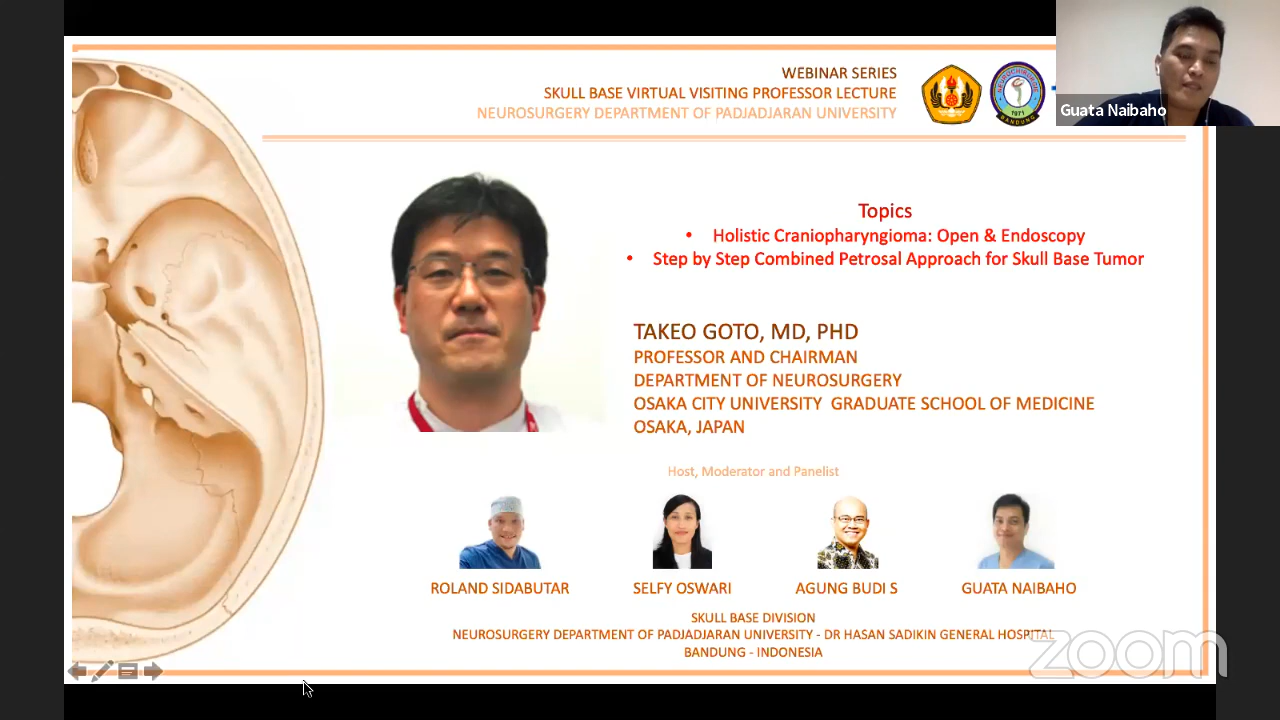 WEBINAR SERIES
SKULL BASE VIRTUAL VISITING PROFESSOR LECTURE
NEUROSURGERY DEPARTMENT OF PADJADJARAN UNIVERSITY
1971
BANDUNG
Guata Naibaho
Topics
• Holistic Craniopharyngioma: Open & Endoscopy
• Step by Step Combined Petrosal Approach for Skull Base Tumor
TAKEO GOTO, MD, PHD
PROFESSOR AND CHAIRMAN
DEPARTMENT OF NEUROSURGERY
OSAKA CITY UNIVERSITY GRADUATE SCHOOL OF MEDICINE
OSAKA, JAPAN
Host, Moderator and Panelist
ROLAND SIDABUTAR
SELFY OSWARI
AGUNG BUDI S
GUATA NAIBAHO
SKULL BASE DIVISION
NEUROSURGERY DEPARTMENT OF PADJADJARAN UNIVERSITY - DR HASAN SADIKIN GENERAL HOSPITAL
BANDUNG - INDONESIA
zoom